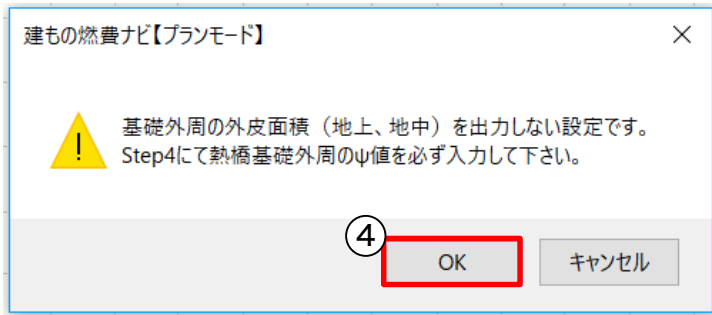 建もの燃費ナビ【プランモード】
基礎外周の外皮面積（地上、地中）を出力しない設定です。
Step4にて熱橋基礎外周のψ値を必ず入力して下さい。
④
OK
キャンセル